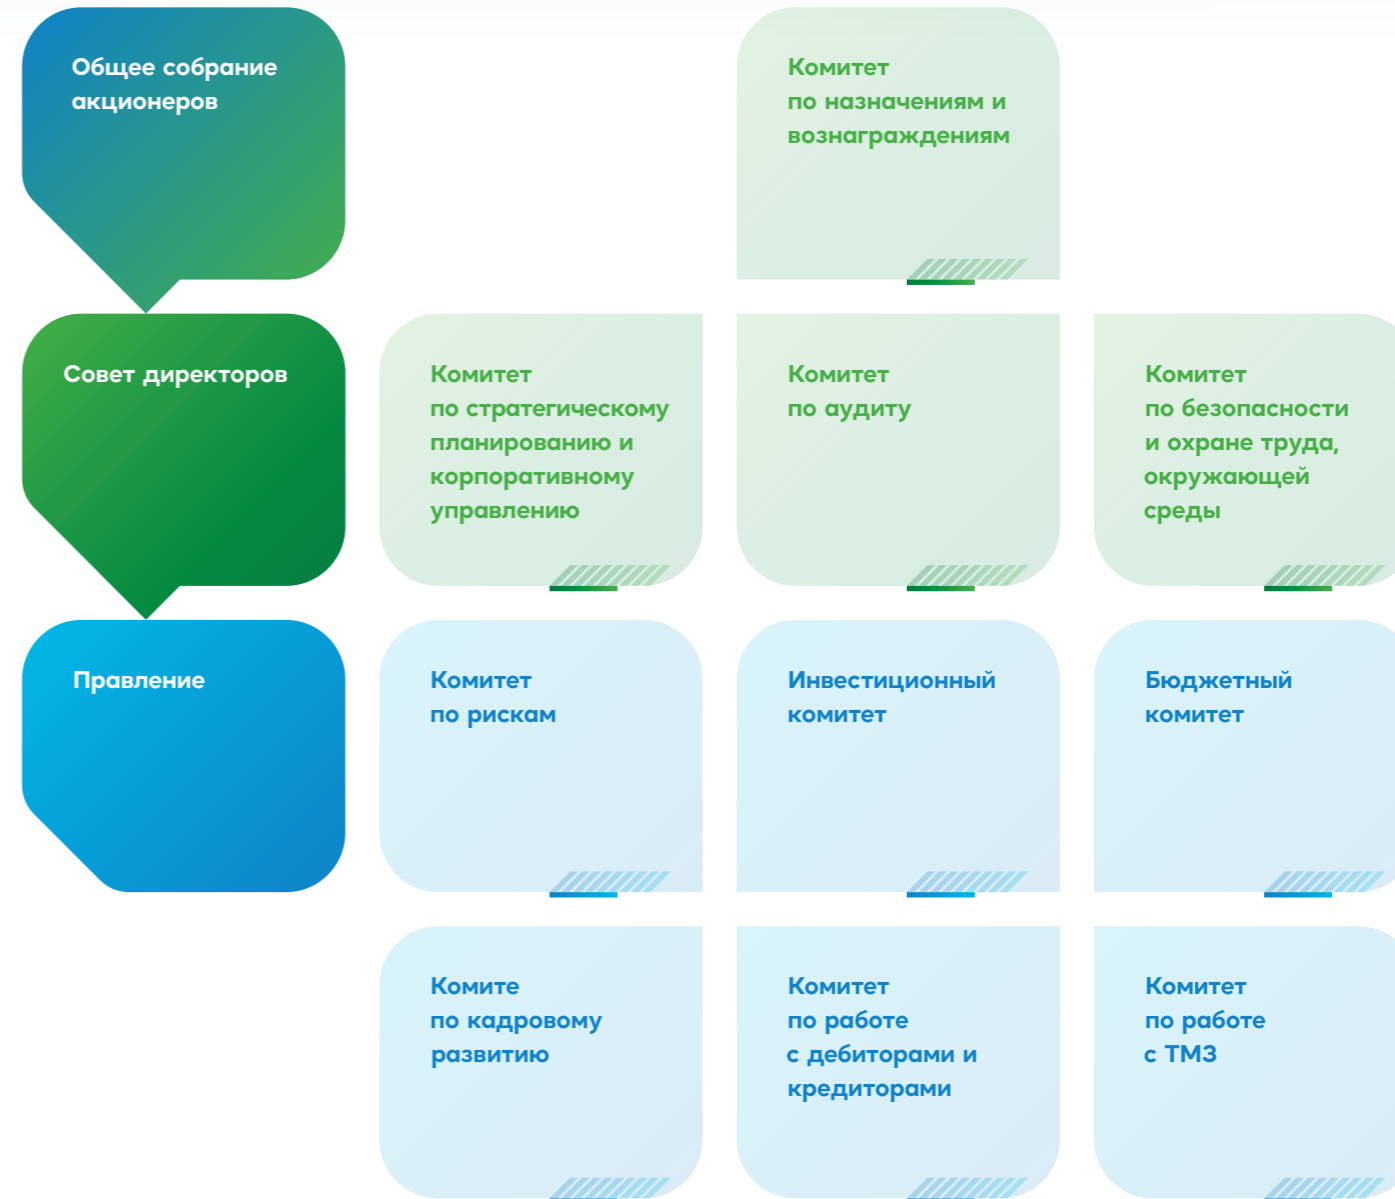 Общее собрание
акционеров
Комитет
по назначениям и
вознаграждениям
Совет директоров
Комитет
по стратегическому
планированию и
корпоративному
управлению
Комитет
по аудиту
Комитет
по безопасности
и охране труда,
окружающей
среды
Правление
Комитет
по рискам
Инвестиционный
комитет
Бюджетный
комитет
Комите
по кадровому
развитию
Комитет
по работе
с дебиторами и
кредиторами
Комитет
по работе
с ТМЗ